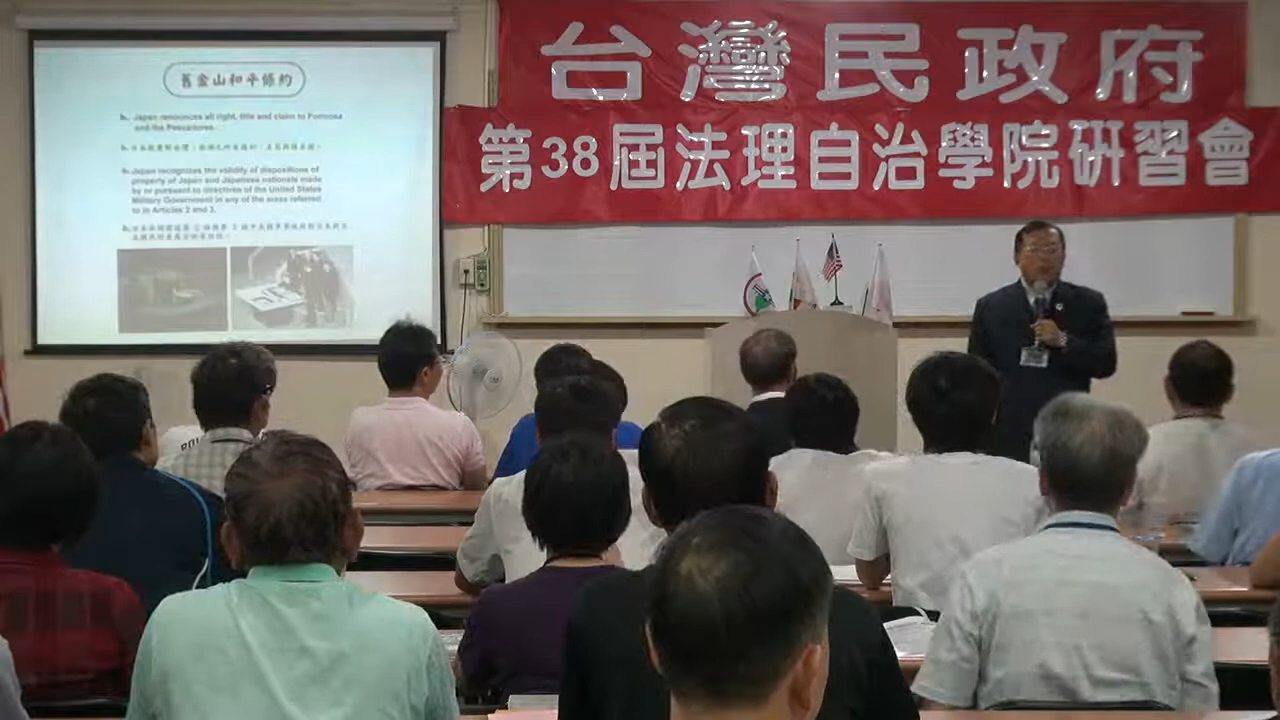 台灣民政府
第38屆法理自治學院研習會
舊金山和平條約
b. Japan renounces all right, title and claim to Formosa
and the Pescadores.
Japan recognizes the validity of dispositions of
property of Japan and Japanese nationals made
by or pursuant to directives of the United States
Military Government in any of the areas referred
to in Articles 2 and 3.